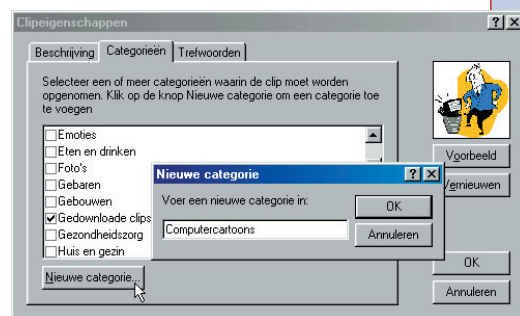 Clipeigenschappen
Beschrijving Categorieën Trefwoorden
Selecteer een of meer categorieën waarin de clip moet worden
opgenomen. Klik op de knop Nieuwe categorie om een categorie toe
te voegen
Emoties
Eten en drinken
Foto's
Gebaren
Gebouwen
Gedownloade clips
Gezondheidszorg
Huis en gezin
Nieuwe categorie...
Nieuwe categorie
Voer een nieuwe categorie in:
Computercartoons
OK
Annuleren
Voorbeeld
Vernieuwen
OK
Annuleren